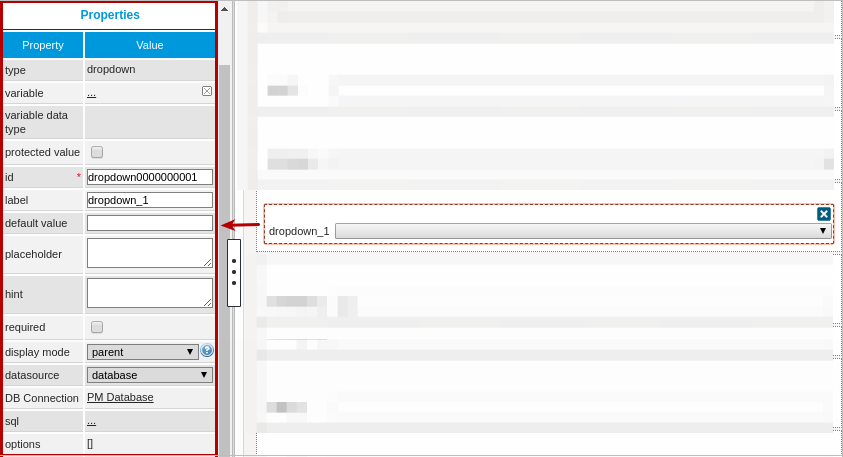 Properties
Property Value
type dropdown
variable ...
variable data
type
protected value
id * dropdown0000000001
label dropdown_1
default value
placeholder
hint
required
display mode parent
datasource database
DB Connection PM Database
sql ...
options []
dropdown_1